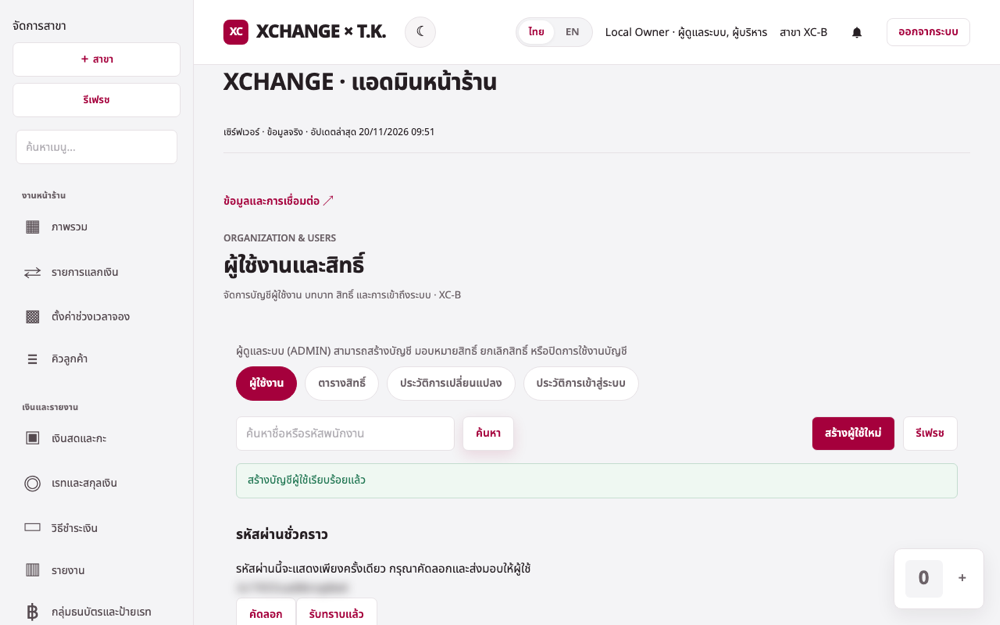 จัดการสาขา
+ สาขา
รีเฟรช
ค้นหาเมนู...
งานหน้าร้าน
ภาพรวม
รายการแลกเงิน
ตั้งค่าช่วงเวลาจอง
คิวลูกค้า
เงินและรายงาน
เงินสดและกะ
เรทและสกุลเงิน
วิธีชำระเงิน
รายงาน
฿ กลุ่มธนบัตรและป้ายเรท
XC XCHANGE × T.K.
ไทย EN
Local Owner · ผู้ดูแลระบบ, ผู้บริหาร สาขา XC-B
ออกจากระบบ
XCHANGE · แอดมินหน้าร้าน
เซิร์ฟเวอร์ · ข้อมูลจริง · อัปเดตล่าสุด 20/11/2026 09:51
ข้อมูลและการเชื่อมต่อ ↗
ORGANIZATION & USERS
ผู้ใช้งานและสิทธิ์
จัดการบัญชีผู้ใช้งาน บทบาท สิทธิ์ และการเข้าถึงระบบ · XC-B
ผู้ดูแลระบบ (ADMIN) สามารถสร้างบัญชี มอบหมายสิทธิ์ ยกเลิกสิทธิ์ หรือปิดการใช้งานบัญชี
ผู้ใช้งาน ตารางสิทธิ์ ประวัติการเปลี่ยนแปลง ประวัติการเข้าสู่ระบบ
ค้นหาชื่อหรือรหัสพนักงาน ค้นหา สร้างผู้ใช้ใหม่ รีเฟรช
สร้างบัญชีผู้ใช้เรียบร้อยแล้ว
รหัสผ่านชั่วคราว
รหัสผ่านนี้จะแสดงเพียงครั้งเดียว กรุณาคัดลอกและส่งมอบให้ผู้ใช้
คัดลอก รับทราบแล้ว
0 +